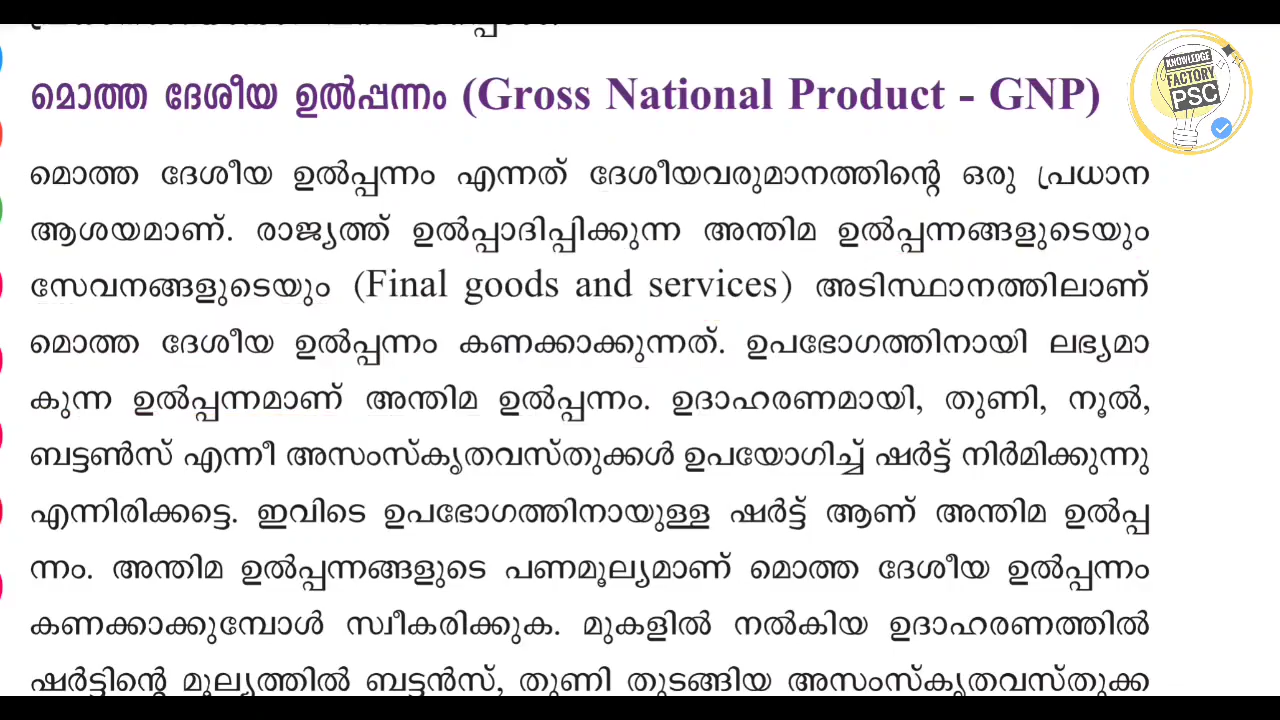 മൊത്ത ദേശീയ ഉൽപ്പന്നം (Gross National Product - GNP)
KNOWLEDGE
FACTORY
PSC
മൊത്ത ദേശീയ ഉൽപ്പന്നം എന്നത് ദേശീയവരുമാനത്തിന്റെ ഒരു പ്രധാന
ആശയമാണ്. രാജ്യത്ത് ഉൽപ്പാദിപ്പിക്കുന്ന അന്തിമ ഉൽപ്പന്നങ്ങളുടെയും
സേവനങ്ങളുടെയും (Final goods and services) അടിസ്ഥാനത്തിലാണ്
മൊത്ത ദേശീയ ഉൽപ്പന്നം കണക്കാക്കുന്നത്. ഉപഭോഗത്തിനായി ലഭ്യമാ
കുന്ന ഉൽപ്പന്നമാണ് അന്തിമ ഉൽപ്പന്നം. ഉദാഹരണമായി, തുണി, നൂൽ,
ബട്ടൺസ് എന്നീ അസംസ്കൃതവസ്തുക്കൾ ഉപയോഗിച്ച് ഷർട്ട് നിർമിക്കുന്നു
എന്നിരിക്കട്ടെ. ഇവിടെ ഉപഭോഗത്തിനായുള്ള ഷർട്ട് ആണ് അന്തിമ ഉൽപ്പ
ന്നം. അന്തിമ ഉൽപ്പന്നങ്ങളുടെ പണമൂല്യമാണ് മൊത്ത ദേശീയ ഉൽപ്പന്നം
കണക്കാക്കുമ്പോൾ സ്വീകരിക്കുക. മുകളിൽ നൽകിയ ഉദാഹരണത്തിൽ
ഷർട്ടിന്റെ മൂല്യത്തിൽ ബട്ടൻസ്, തുണി തുടങ്ങിയ അസംസ്കൃതവസ്തുക്ക